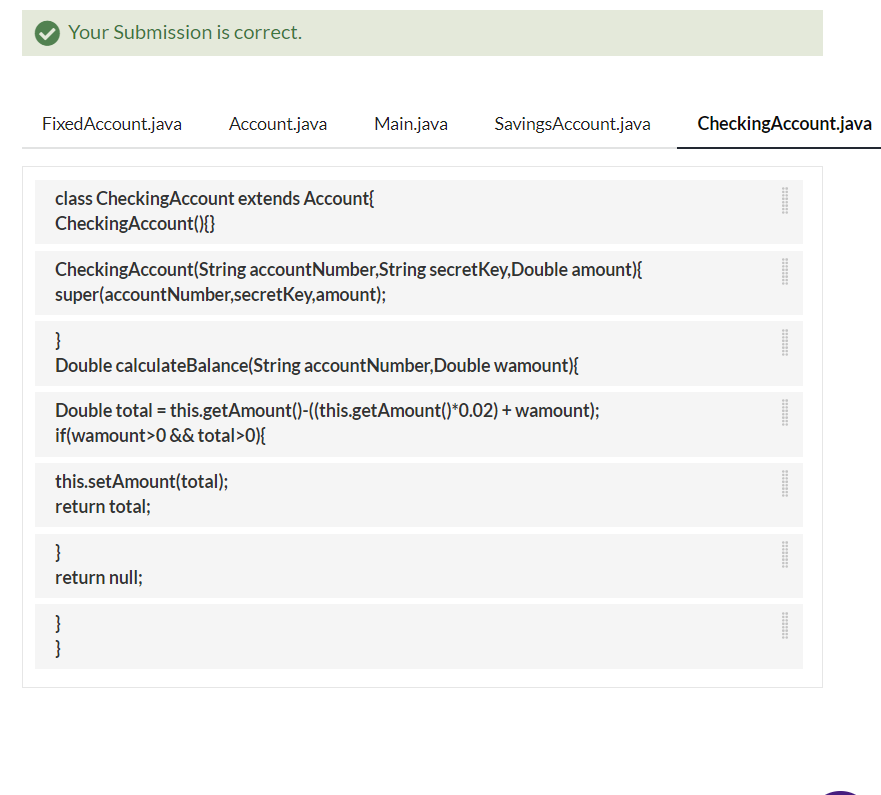 Your Submission is correct.
FixedAccount.java Account.java Main.java SavingsAccount.java CheckingAccount.java
class CheckingAccount extends Account{
CheckingAccount(){}
CheckingAccount(String accountNumber,String secretKey,Double amount){
super(accountNumber,secretKey,amount);
}
Double calculateBalance(String accountNumber,Double wamount){
Double total = this.getAmount()-((this.getAmount()*0.02) + wamount);
if(wamount>0 && total>0){
this.setAmount(total);
return total;
}
return null;
}
}